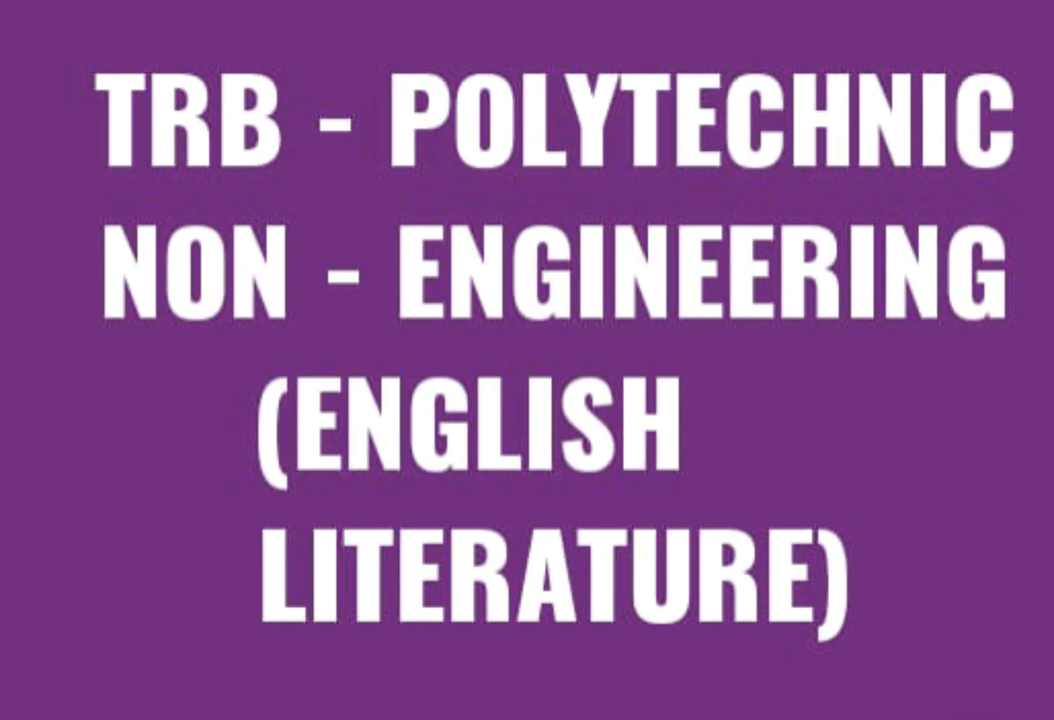 TRB - POLYTECHNIC
NON - ENGINEERING
(ENGLISH
LITERATURE)